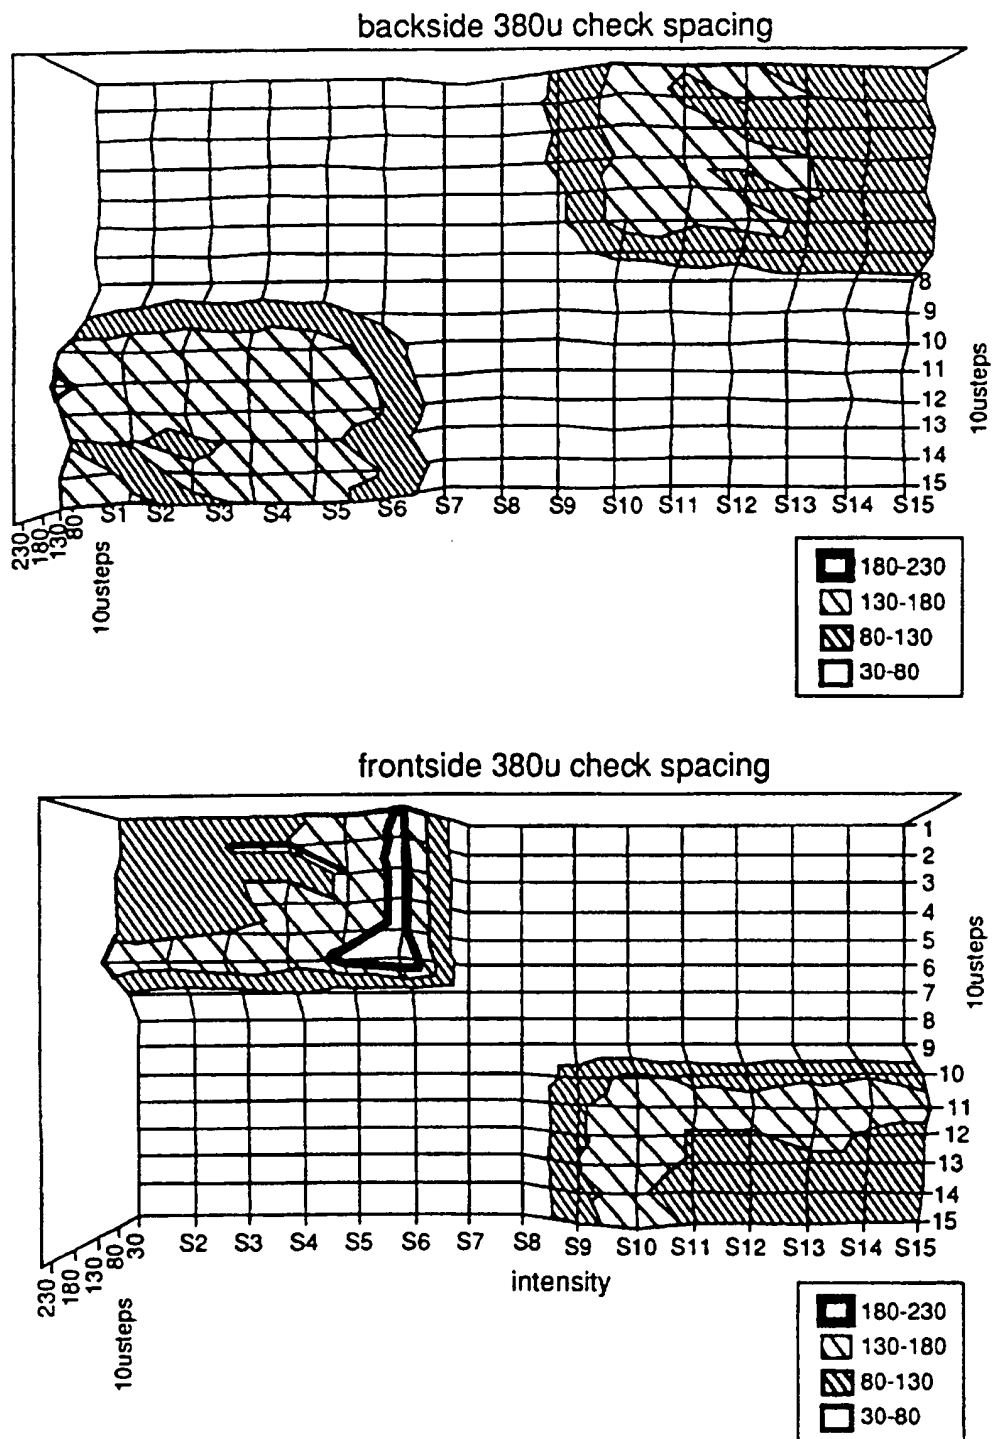 backside 380u check spacing
8
9
10
11
12
13
14
15
10usteps
230
180
130
80
S1
S2
S3
S4
S5
S6
S7
S8
S9
S10
S11
S12
S13
S14
S15
10usteps
180-230
130-180
80-130
30-80
frontside 380u check spacing
1
2
3
4
5
6
7
8
9
10
11
12
13
14
15
10usteps
230
180
130
80
30
S2
S3
S4
S5
S6
S7
S8
S9
S10
S11
S12
S13
S14
S15
10usteps
intensity
180-230
130-180
80-130
30-80